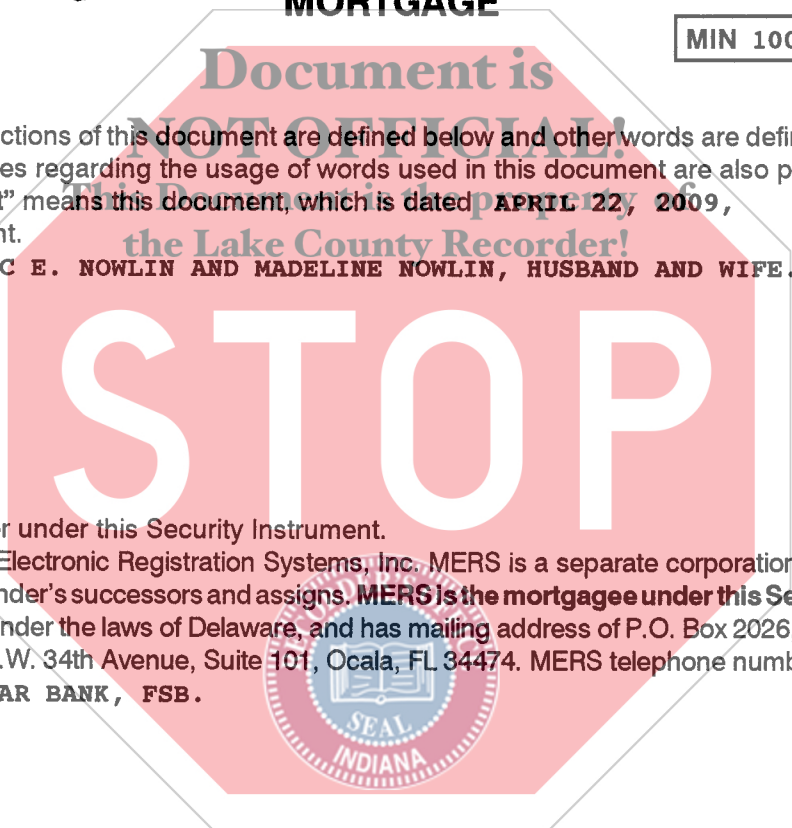 MORTGAGE
MIN 100
Document is
NOT OFFICIAL!
ctions of this document are defined below and other words are defin
es regarding the usage of words used in this document are also p
This Document is the property of
t” means this document, which is dated APRIL 22, 2009,
nt.
the Lake County Recorder!
C E. NOWLIN AND MADELINE NOWLIN, HUSBAND AND WIFE.
STOP
r under this Security Instrument.
Electronic Registration Systems, Inc. MERS is a separate corporation
nder's successors and assigns. MERS is the mortgagee under this Se
nder the laws of Delaware, and has mailing address of P.O. Box 2026
.W. 34th Avenue, Suite 101, Ocala, FL 34474. MERS telephone numb
AR BANK, FSB.
SEAL
INDIANA